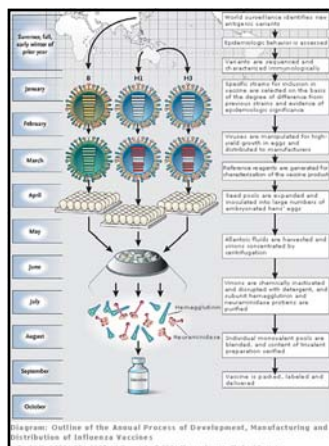 Summer, fall,
early winter of
prior year
January
February
March
April
May
June
July
August
September
October
B
H1
H3
Hemagglutinin
Neuraminidase
World surveillance identifies new
antigenic variants
Epidemiologic behavior is assessed
Variants are sequenced and
characterized immunologically
Specific strains for inclusion in
vaccine are selected on the basis
of the degree of difference from
previous strains and evidence of
epidemiologic significance
Viruses are manipulated for high-
yield growth in eggs and
distributed to manufacturers
Reference reagents are generated for
characterization of the vaccine product
Seed pools are expanded and
inoculated into large numbers of
embryonated hens' eggs
Allantoic fluids are harvested and
virions concentrated by
centrifugation
Virions are chemically inactivated
and disrupted with detergent, and
subunit hemagglutinin and
neuraminidase proteins are
purified
Individual monovalent pools are
blended, and content of trivalent
preparation verified
Vaccine is packed, labeled and
delivered
Diagram: Outline of the Annual Process of Development, Manufacturing and
Distribution of Influenza Vaccines